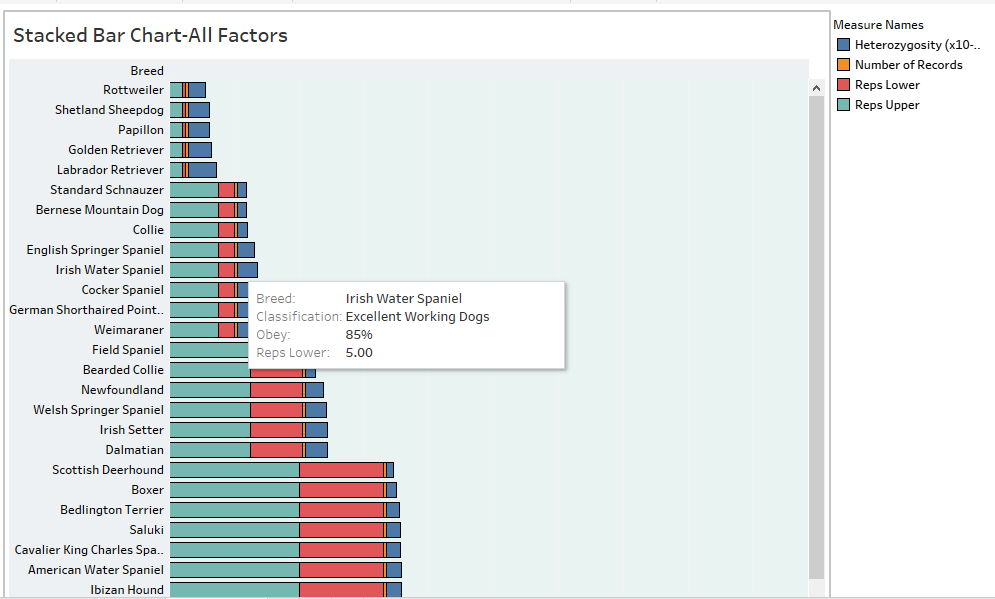 Stacked Bar Chart-All Factors
Breed
Rottweiler
Shetland Sheepdog
Papillon
Golden Retriever
Labrador Retriever
Standard Schnauzer
Bernese Mountain Dog
Collie
English Springer Spaniel
Irish Water Spaniel
Cocker Spaniel
German Shorthaired Point..
Weimaraner
Field Spaniel
Bearded Collie
Newfoundland
Welsh Springer Spaniel
Irish Setter
Dalmatian
Scottish Deerhound
Boxer
Bedlington Terrier
Saluki
Cavalier King Charles Spa..
American Water Spaniel
Ibizan Hound
Breed: Irish Water Spaniel
Classification: Excellent Working Dogs
Obey: 85%
Reps Lower: 5.00
Measure Names
Heterozygosity (x10-..
Number of Records
Reps Lower
Reps Upper